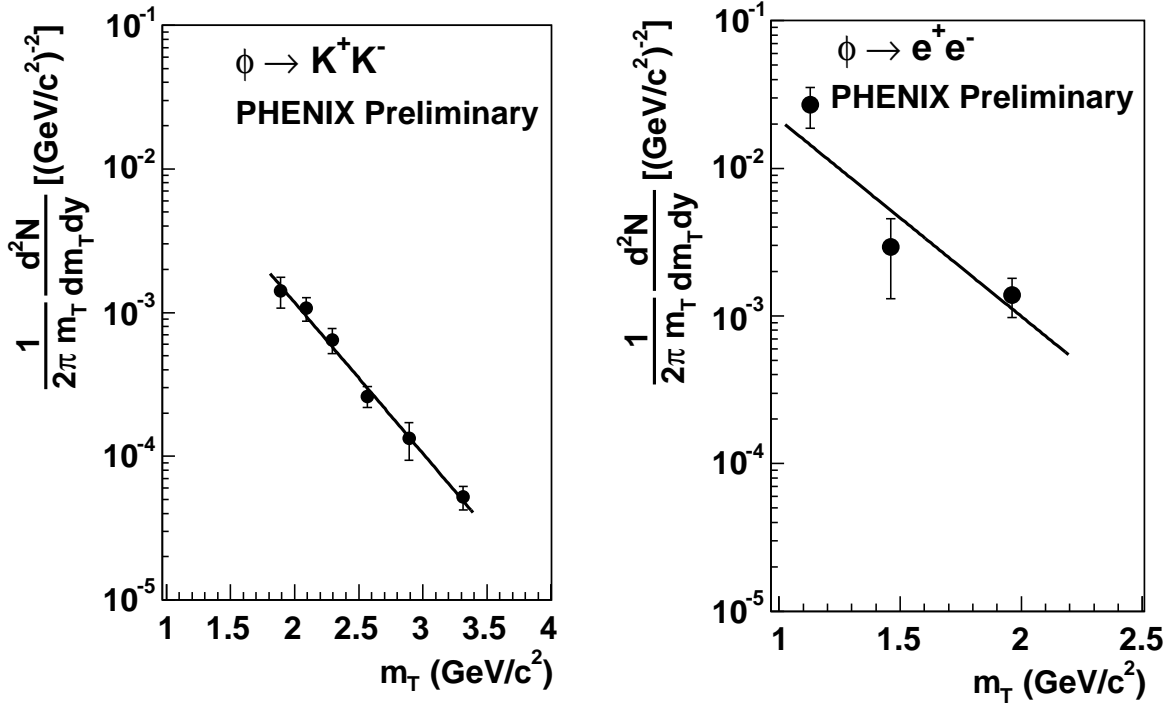 ϕ → K⁺K⁻
PHENIX Preliminary
1/2π d²N/m_T dm_T dy [(GeV/c²)⁻²]
10⁻¹
10⁻²
10⁻³
10⁻⁴
10⁻⁵
1 1.5 2 2.5 3 3.5 4
m_T (GeV/c²)
ϕ → e⁺e⁻
PHENIX Preliminary
1/2π d²N/m_T dm_T dy [(GeV/c²)⁻²]
10⁻¹
10⁻²
10⁻³
10⁻⁴
10⁻⁵
1 1.5 2 2.5
m_T (GeV/c²)